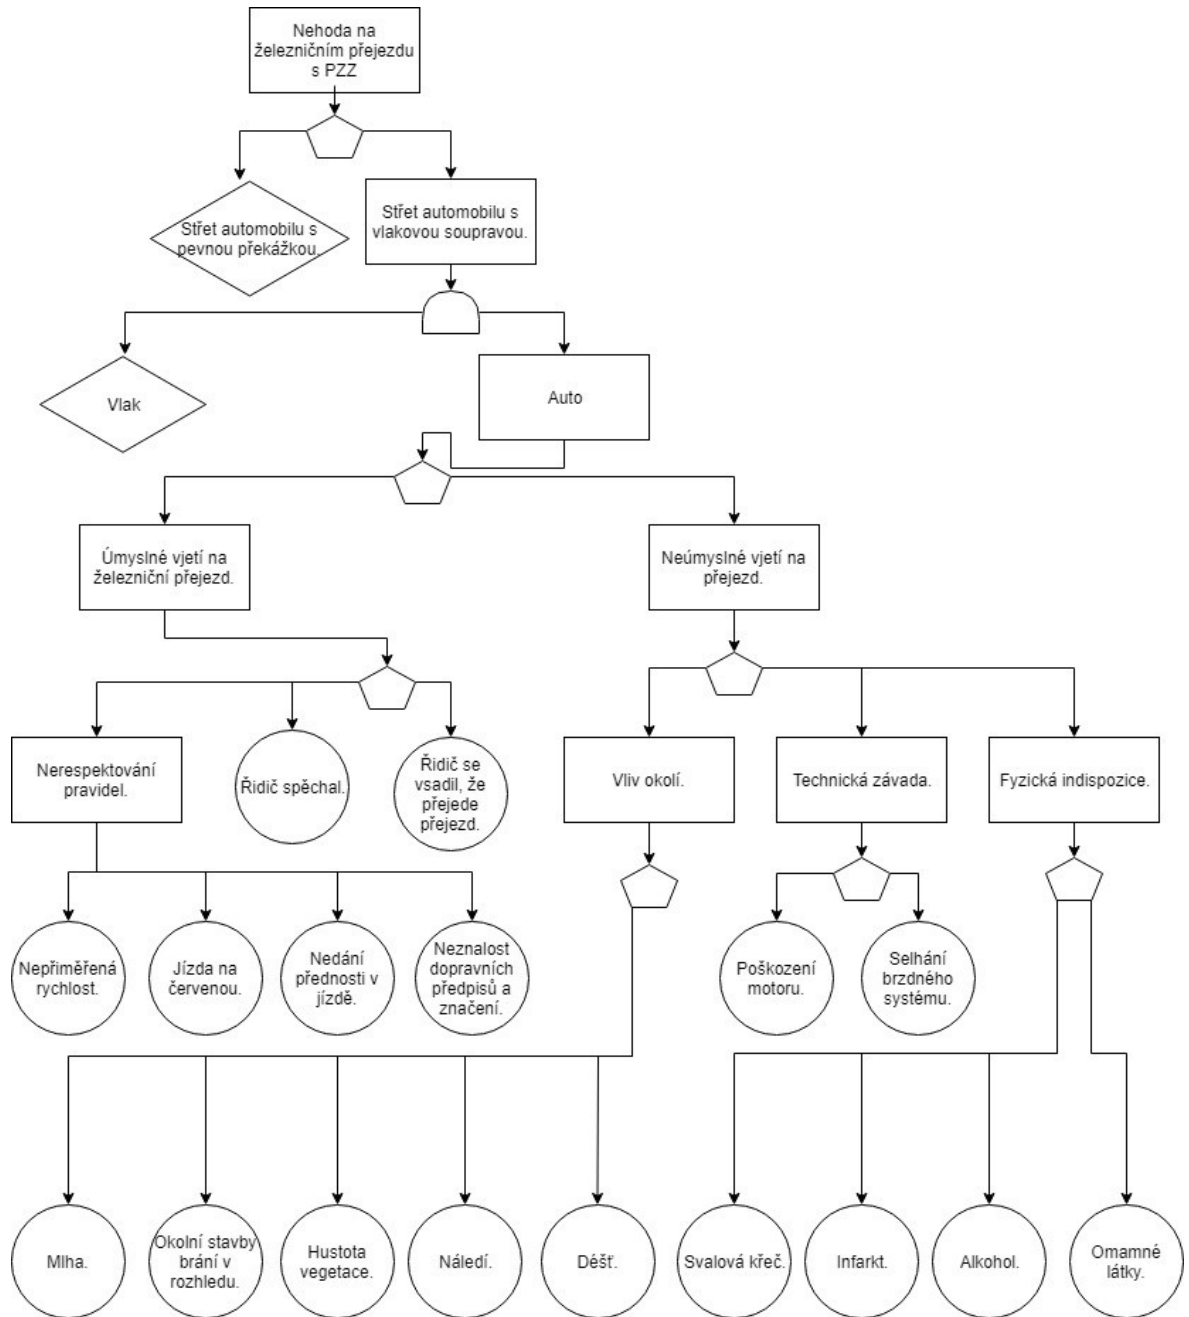 Nehoda na
železničním přejezdu
s PZZ
Střet automobilu s
pevnou překážkou.
Střet automobilu s
vlakovou soupravou.
Vlak
Auto
Úmyslné vjetí na
železniční přejezd.
Neúmyslné vjetí na
přejezd.
Nerespektování
pravidel.
Řidič spěchal.
Řidič se
vsadil, že
přejede
přejezd.
Vliv okolí.
Technická závada.
Fyzická indispozice.
Nepřiměřená
rychlost.
Jízda na
červenou.
Nedání
přednosti v
jízdě.
Neznalost
dopravních
předpisů a
značení.
Poškození
motoru.
Selhání
brzdného
systému.
Mlha.
Okolní stavby
brání v
rozhledu.
Hustota
vegetace.
Náledí.
Déšť.
Svalová křeč.
Infarkt.
Alkohol.
Omamné
látky.